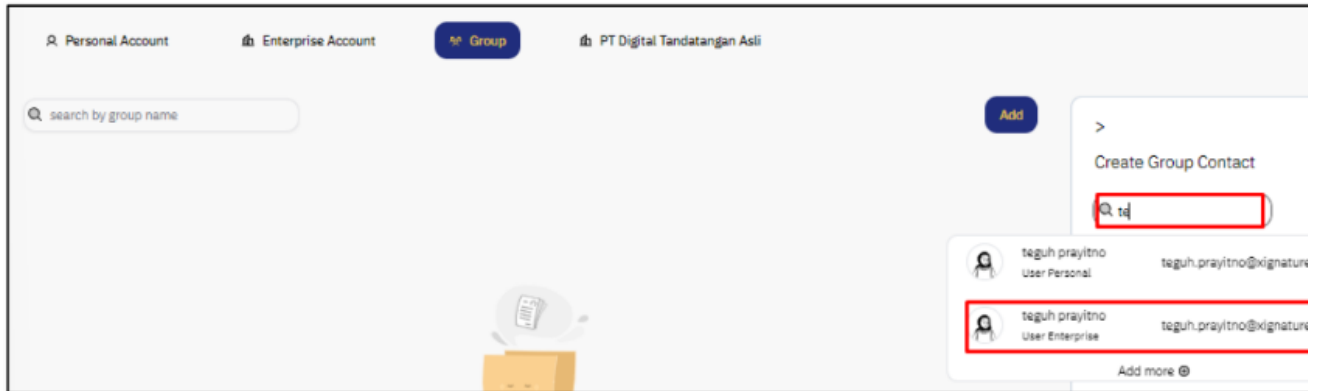 Personal Account
Enterprise Account
Group
PT Digital Tandatangan Asli
search by group name
Add
>
Create Group Contact
te
teguh prayitno
teguh.prayitno@xignature
User Personal
teguh prayitno
teguh.prayitno@xignature
User Enterprise
Add more